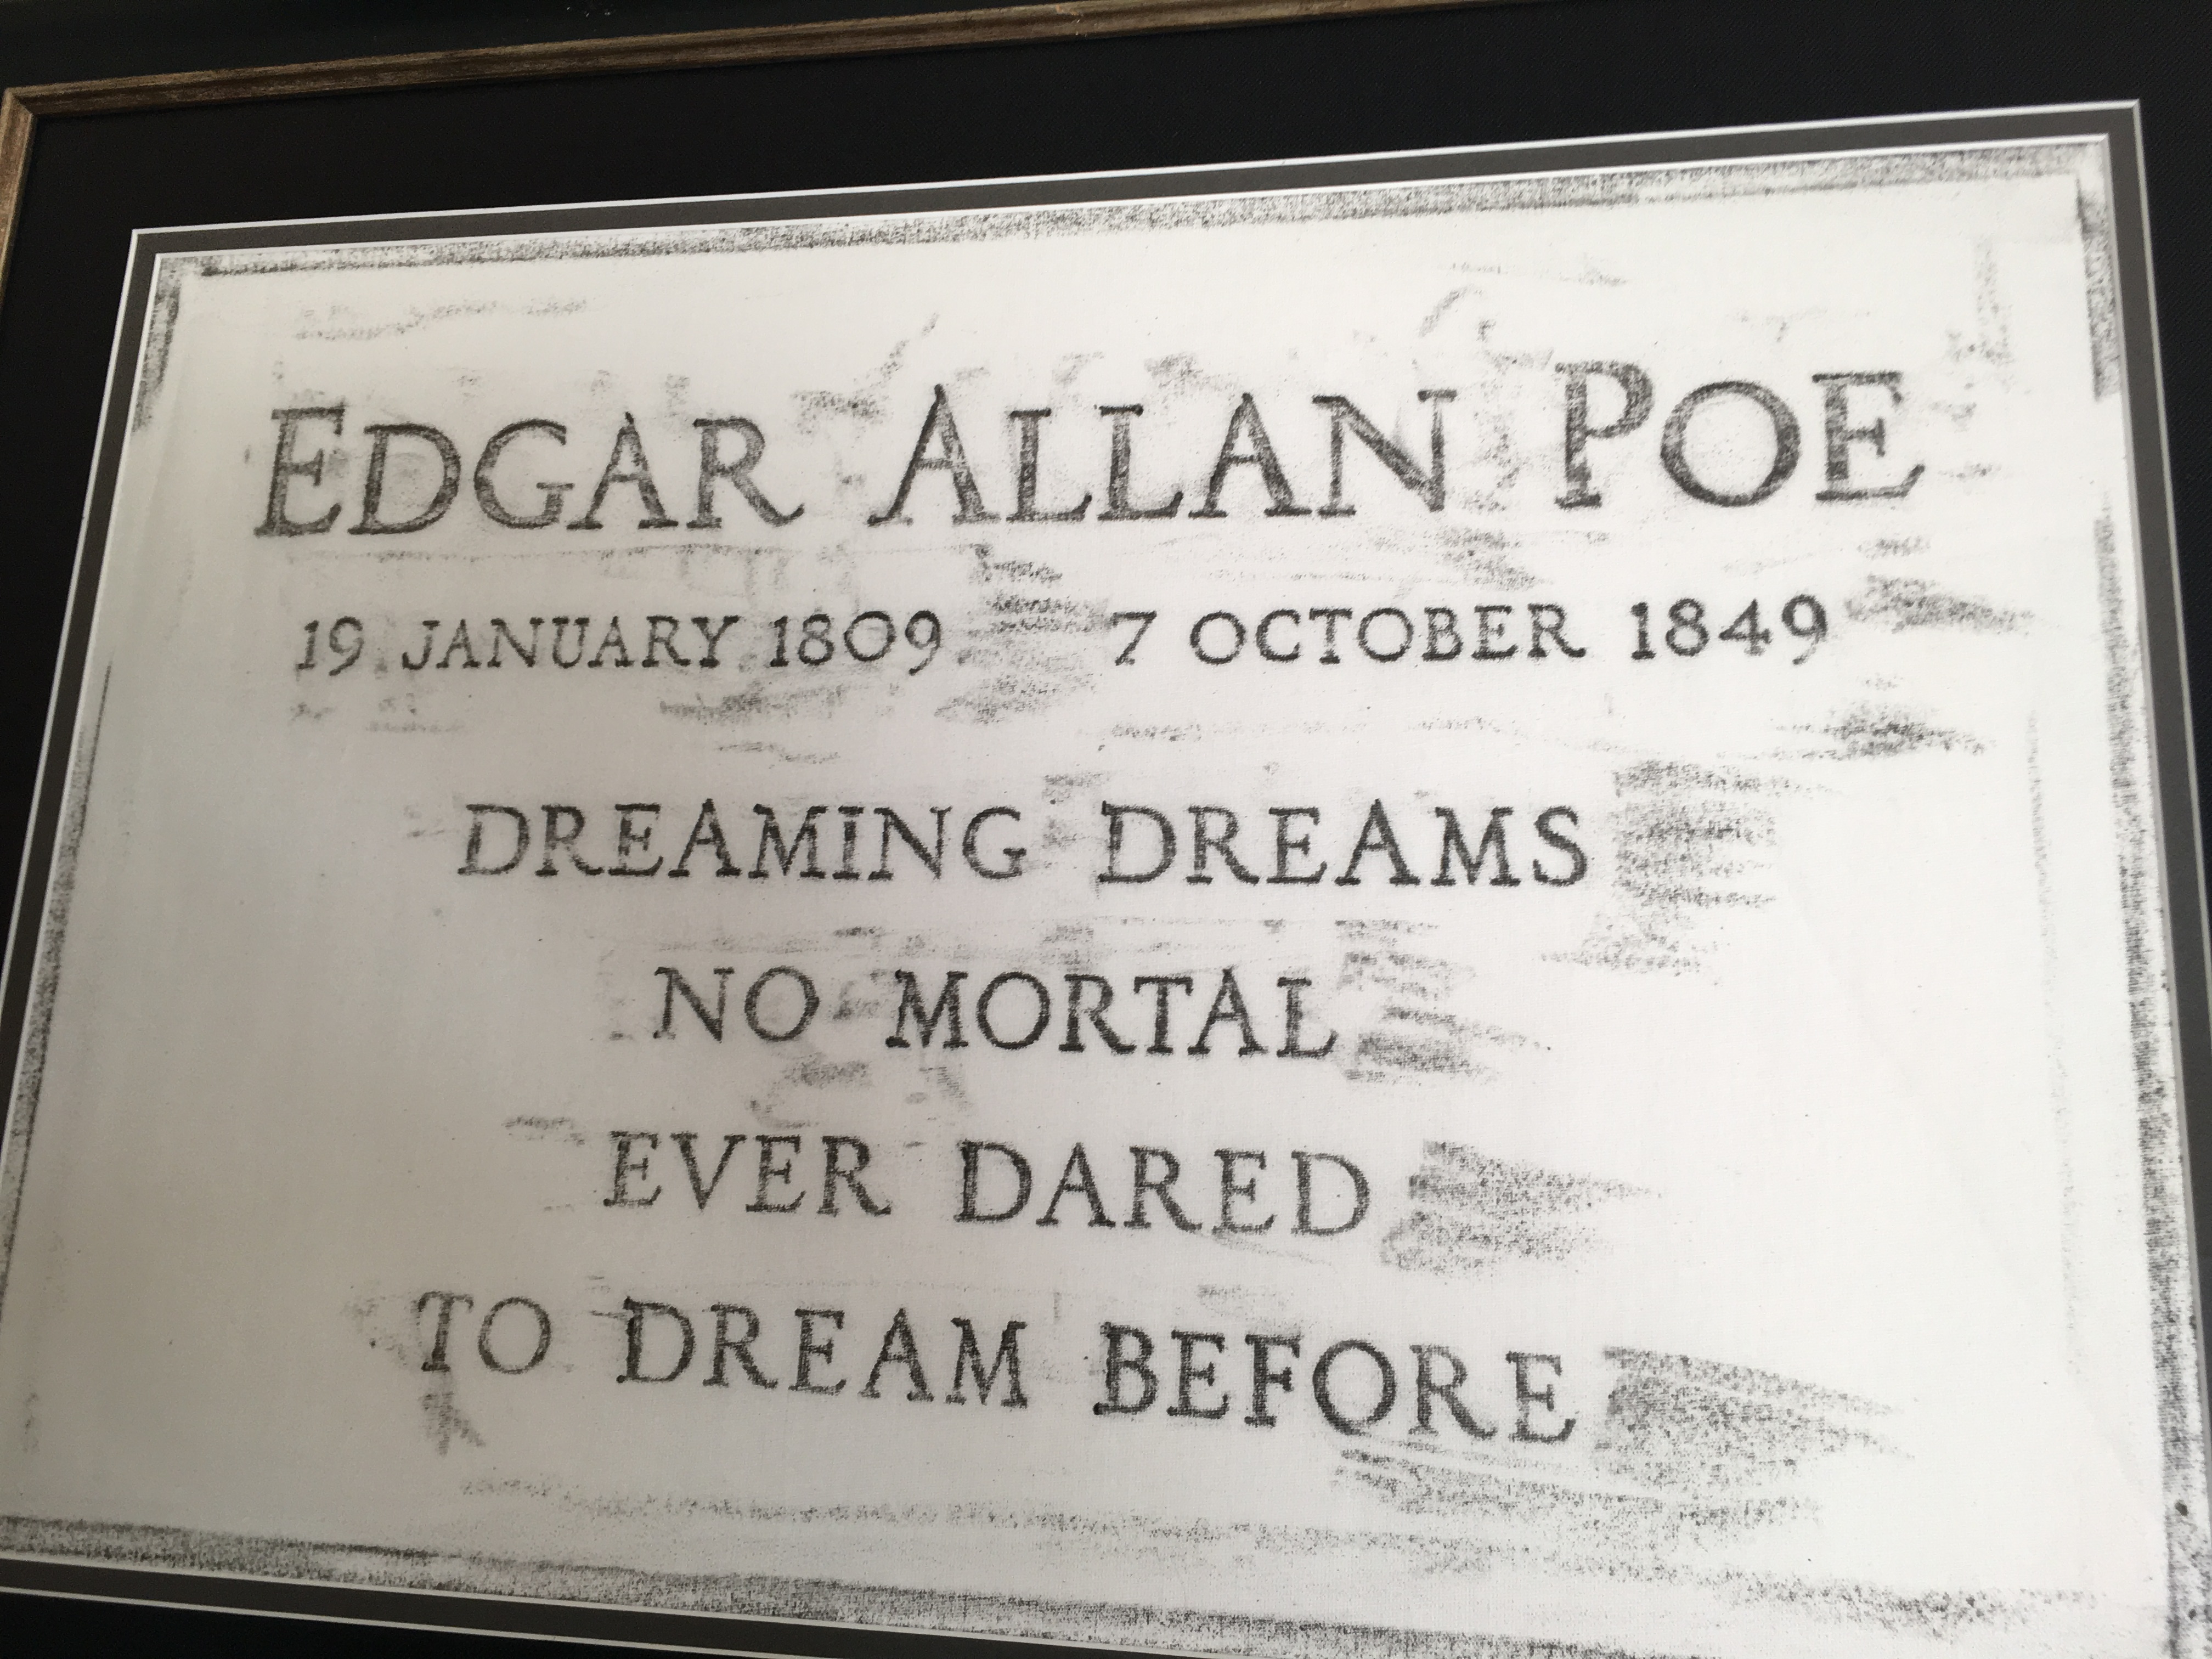 EDGAR ALLAN POE
19 JANUARY 1809 7 OCTOBER 1849
DREAMING DREAMS
NO MORTAL
EVER DARED
TO DREAM BEFORE